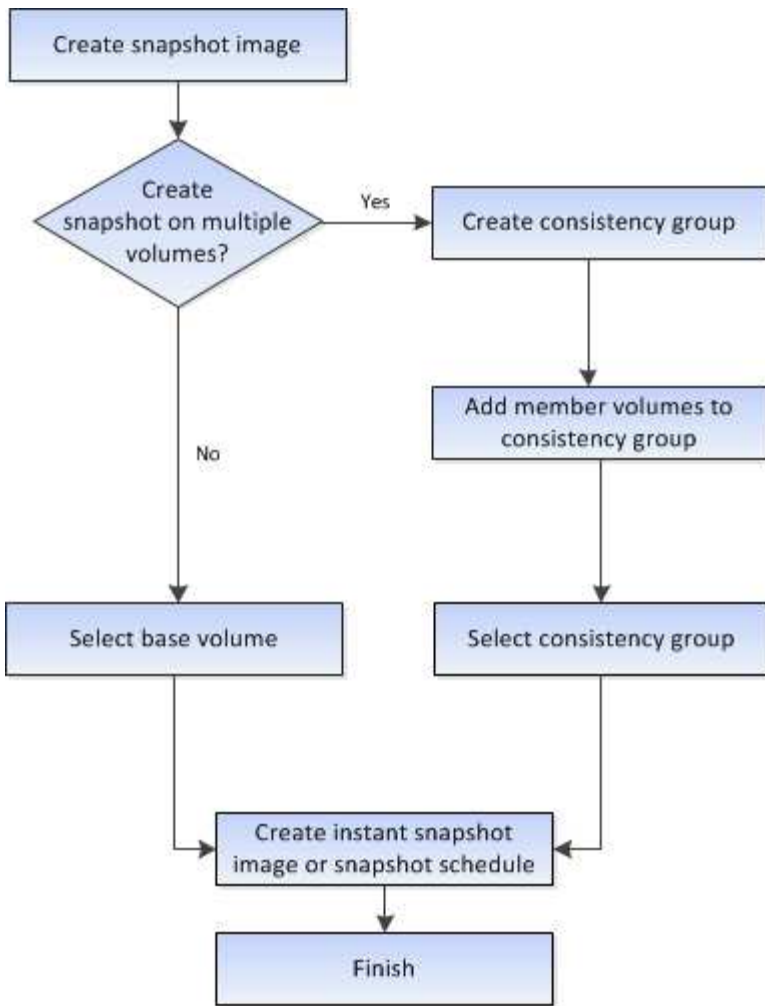 Create snapshot image
Create
snapshot on multiple
volumes?
Yes
Create consistency group
Add member volumes to
consistency group
No
Select base volume
Select consistency group
Create instant snapshot
image or snapshot schedule
Finish